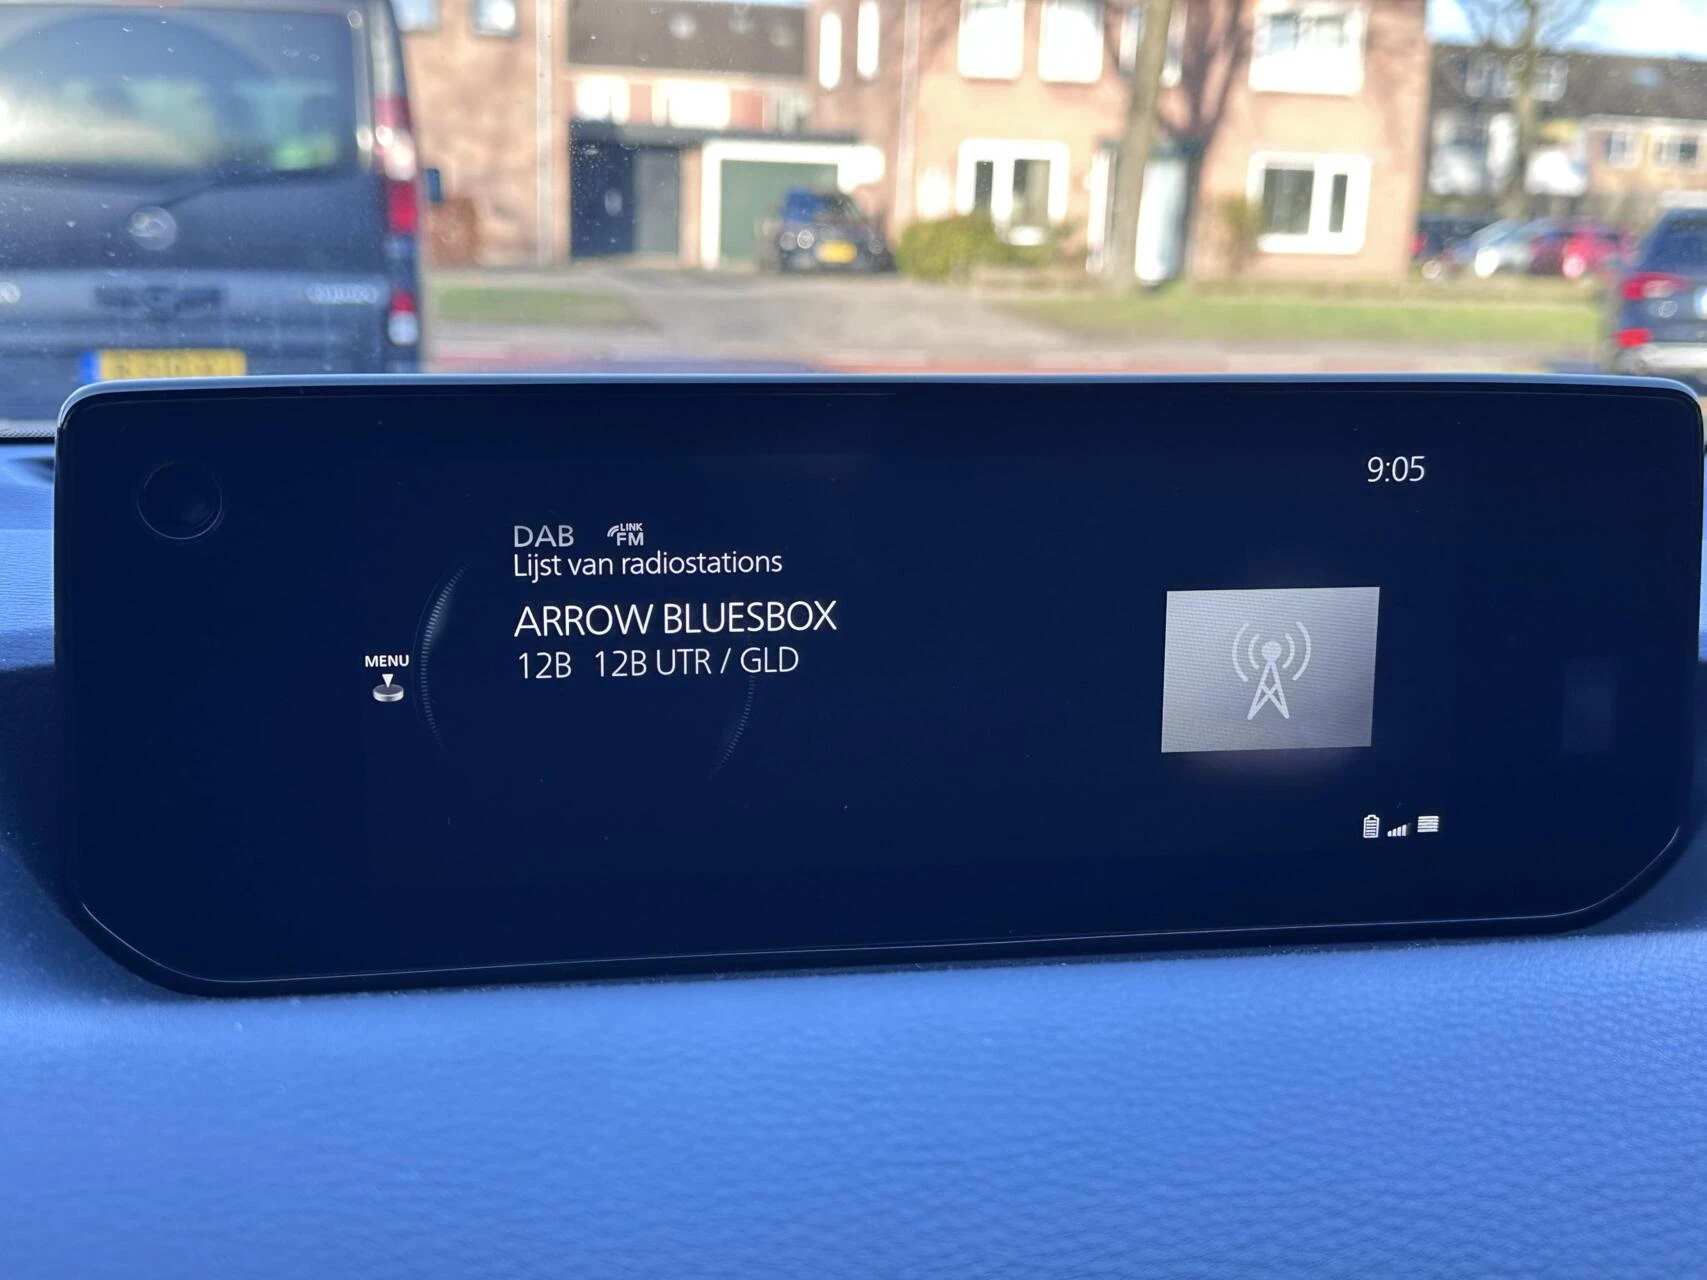 9:05
DAB LINK FM
Lijst van radiostations
ARROW BLUESBOX
12B 12B UTR / GLD
MENU